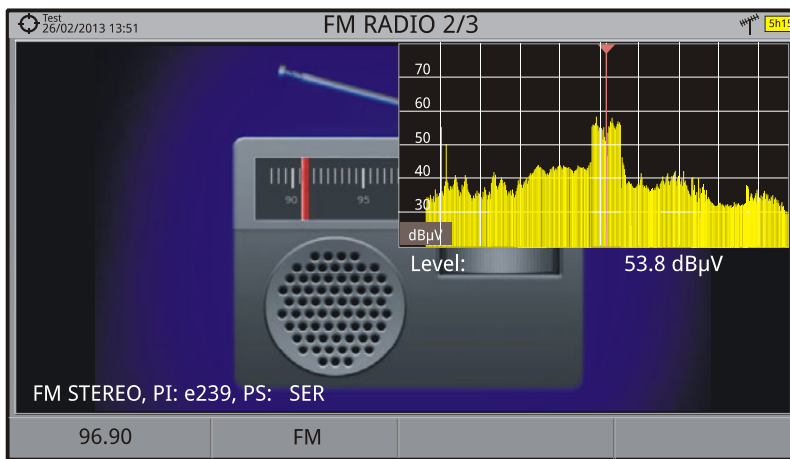 Test
26/02/2013 13:51
FM RADIO 2/3
5h15
70
60
50
40
30
dBµV
90 95
Level: 53.8 dBµV
FM STEREO, PI: e239, PS: SER
96.90 FM